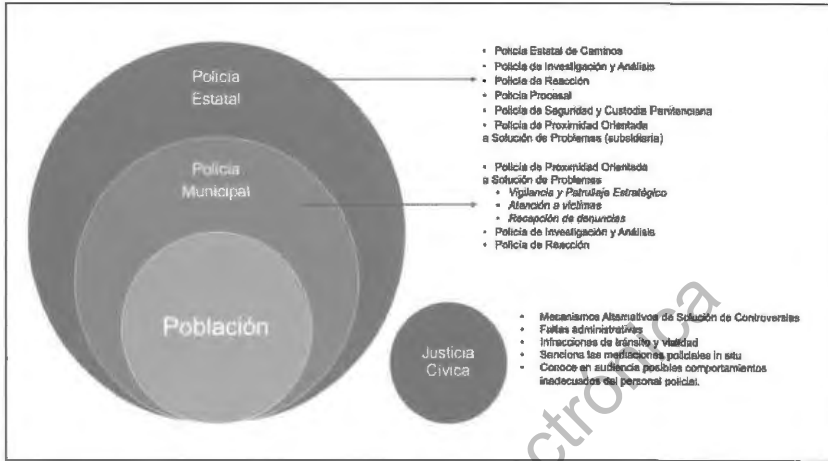 Policía
Estatal
• Policía Estatal de Caminos
• Policía de Investigación y Análisis
• Policía de Reacción
• Policía Procesal
• Policía de Seguridad y Custodia Penitenciaria
• Policía de Proximidad Orientada
a Solución de Problemas (subsidiaria)
Policía
Municipal
• Policía de Proximidad Orientada
a Solución de Problemas
• Vigilancia y Patrullaje Estratégico
• Atención a víctimas
• Recepción de denuncias
• Policía de Investigación y Análisis
• Policía de Reacción
Población
Justicia
Cívica
• Mecanismos Alternativos de Solución de Controversias
• Faltas administrativas
• Infracciones de tránsito y vialidad
• Sanciona las mediaciones policiales in situ
• Conoce en audiencia posibles comportamientos
inadecuados del personal policial.
ctrónica